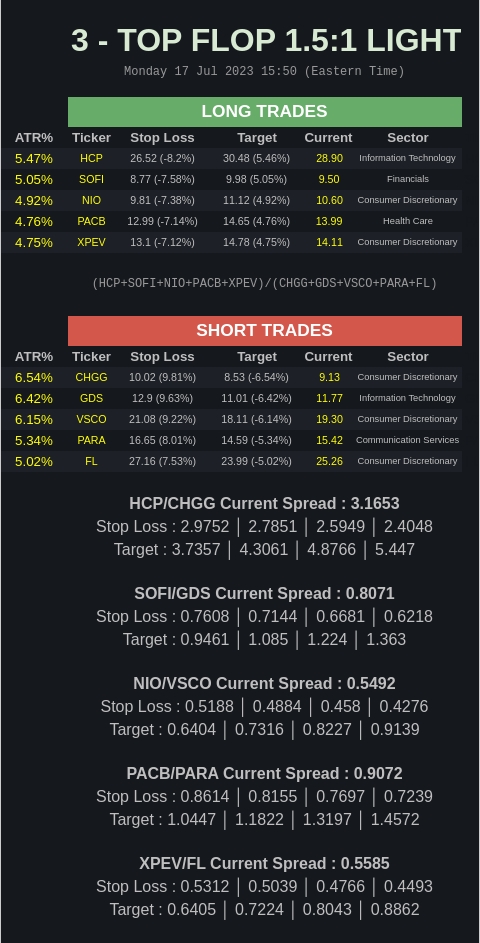 3 - TOP FLOP 1.5:1 LIGHT
Monday 17 Jul 2023 15:50 (Eastern Time)
LONG TRADES
ATR% Ticker Stop Loss Target Current Sector
5.47% HCP 26.52 (-8.2%) 30.48 (5.46%) 28.90 Information Technology
5.05% SOFI 8.77 (-7.58%) 9.98 (5.05%) 9.50 Financials
4.92% NIO 9.81 (-7.38%) 11.12 (4.92%) 10.60 Consumer Discretionary
4.76% PACB 12.99 (-7.14%) 14.65 (4.76%) 13.99 Health Care
4.75% XPEV 13.1 (-7.12%) 14.78 (4.75%) 14.11 Consumer Discretionary
(HCP+SOFI+NIO+PACB+XPEV)/(CHGG+GDS+VSCO+PARA+FL)
SHORT TRADES
ATR% Ticker Stop Loss Target Current Sector
6.54% CHGG 10.02 (9.81%) 8.53 (-6.54%) 9.13 Consumer Discretionary
6.42% GDS 12.9 (9.63%) 11.01 (-6.42%) 11.77 Information Technology
6.15% VSCO 21.08 (9.22%) 18.11 (-6.14%) 19.30 Consumer Discretionary
5.34% PARA 16.65 (8.01%) 14.59 (-5.34%) 15.42 Communication Services
5.02% FL 27.16 (7.53%) 23.99 (-5.02%) 25.26 Consumer Discretionary
HCP/CHGG Current Spread : 3.1653
Stop Loss : 2.9752 │ 2.7851 │ 2.5949 │ 2.4048
Target : 3.7357 │ 4.3061 │ 4.8766 │ 5.447
SOFI/GDS Current Spread : 0.8071
Stop Loss : 0.7608 │ 0.7144 │ 0.6681 │ 0.6218
Target : 0.9461 │ 1.085 │ 1.224 │ 1.363
NIO/VSCO Current Spread : 0.5492
Stop Loss : 0.5188 │ 0.4884 │ 0.458 │ 0.4276
Target : 0.6404 │ 0.7316 │ 0.8227 │ 0.9139
PACB/PARA Current Spread : 0.9072
Stop Loss : 0.8614 │ 0.8155 │ 0.7697 │ 0.7239
Target : 1.0447 │ 1.1822 │ 1.3197 │ 1.4572
XPEV/FL Current Spread : 0.5585
Stop Loss : 0.5312 │ 0.5039 │ 0.4766 │ 0.4493
Target : 0.6405 │ 0.7224 │ 0.8043 │ 0.8862